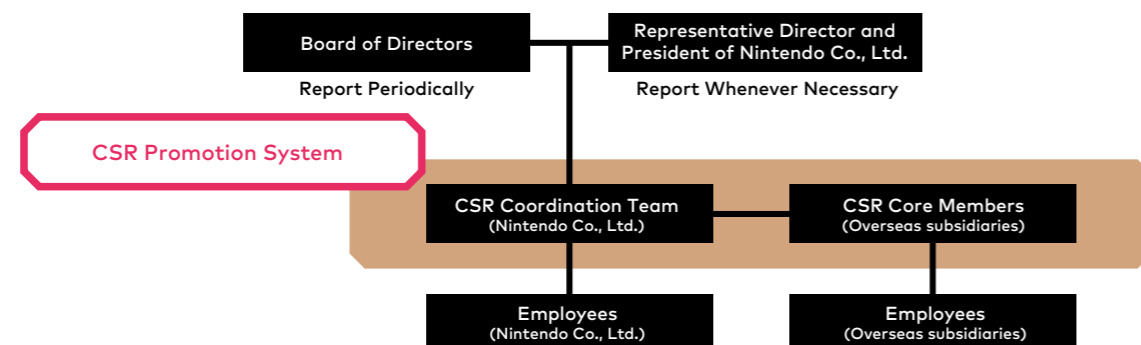 Board of Directors
Representative Director and
President of Nintendo Co., Ltd.
Report Periodically
Report Whenever Necessary
CSR Promotion System
CSR Coordination Team
(Nintendo Co., Ltd.)
CSR Core Members
(Overseas subsidiaries)
Employees
(Nintendo Co., Ltd.)
Employees
(Overseas subsidiaries)